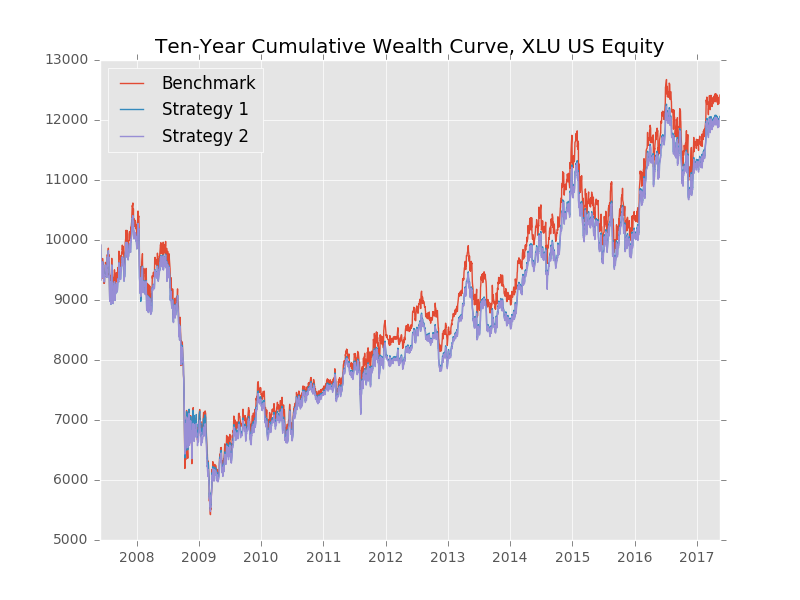 Ten-Year Cumulative Wealth Curve, XLU US Equity
13000
12000
11000
10000
9000
8000
7000
6000
5000
Benchmark
Strategy 1
Strategy 2
2008 2009 2010 2011 2012 2013 2014 2015 2016 2017